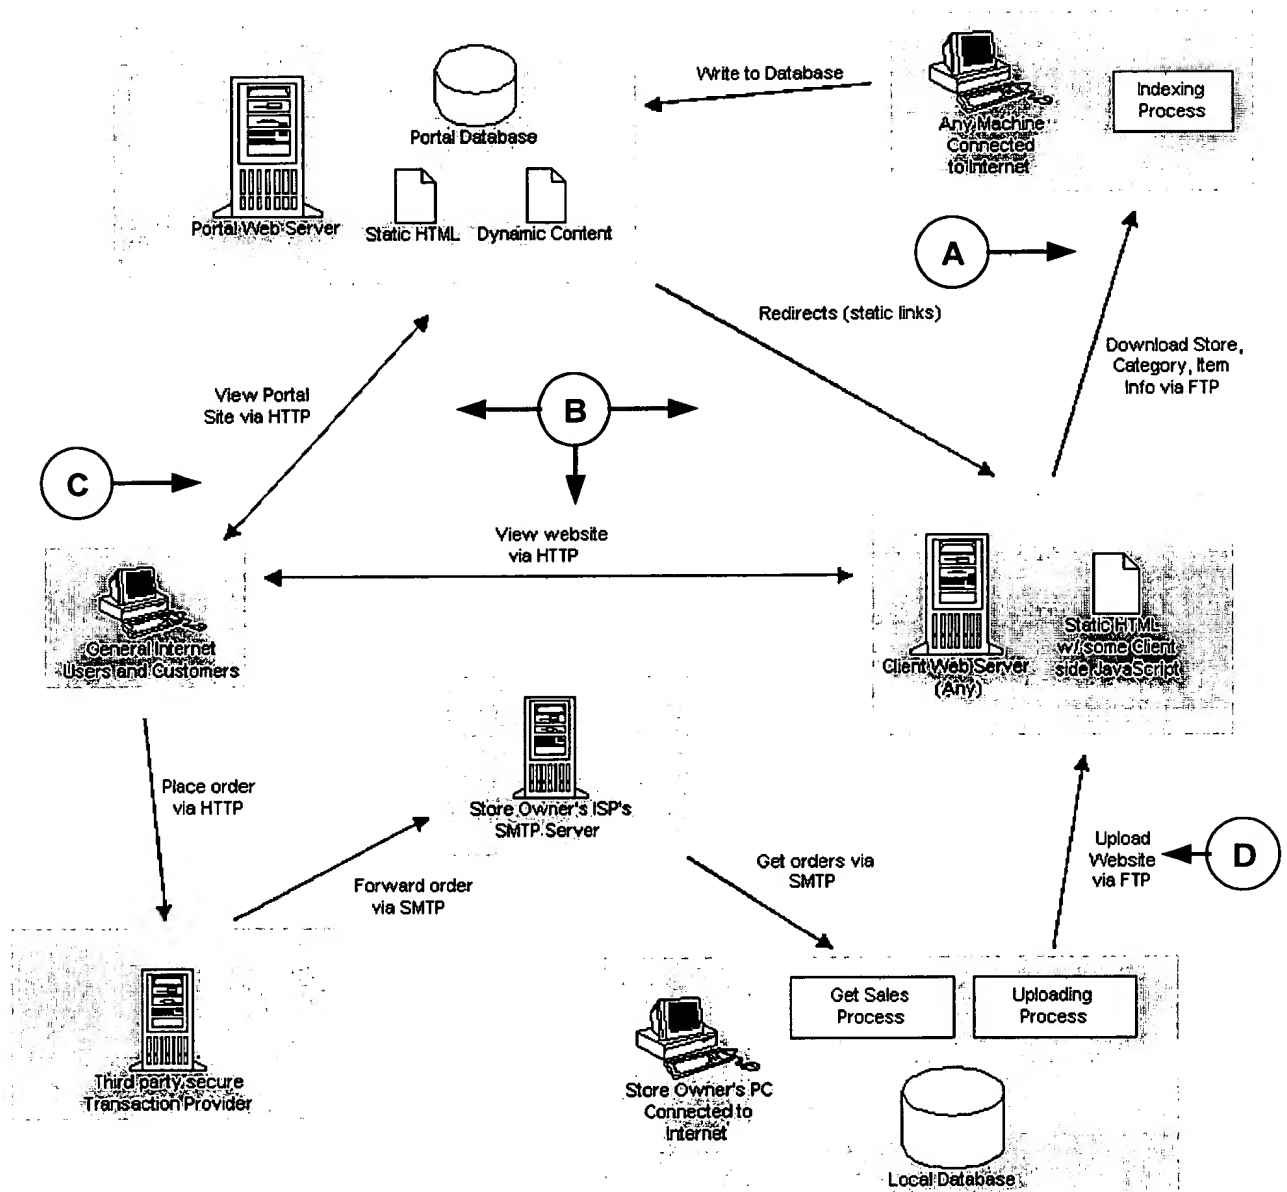 Write to Database
Indexing
Process
Portal Database
Any Machine
Connected
to Internet
Portal Web Server
Static HTML
Dynamic Content
A
Redirects (static links)
Download Store,
Category, Item
Info via FTP
View Portal
Site via HTTP
B
C
View website
via HTTP
General Internet
Users and Customers
Client Web Server
(Any)
Static HTML
w/ some Client
side JavaScript
Place order
via HTTP
Store Owner's ISP's
SMTP Server
Upload
Website
via FTP
D
Get orders via
SMTP
Forward order
via SMTP
Get Sales
Process
Uploading
Process
Third party secure
Transaction Provider
Store Owner's PC
Connected to
Internet
Local Database